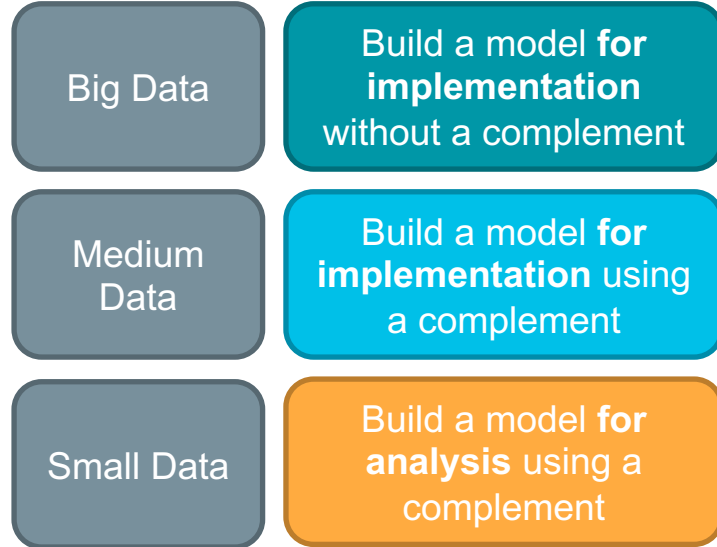 Big Data
Build a model for
implementation
without a complement
Medium
Data
Build a model for
implementation using
a complement
Small Data
Build a model for
analysis using a
complement